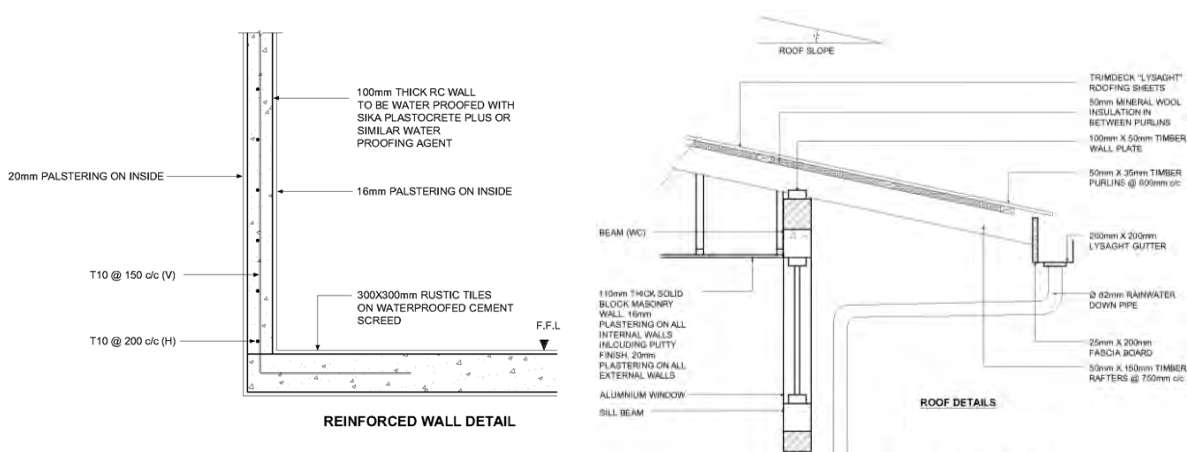 100mm THICK RC WALL
TO BE WATER PROOFED WITH
SIKA PLASTOCRETE PLUS OR
SIMILAR WATER
PROOFING AGENT
20mm PALSTERING ON INSIDE
16mm PALSTERING ON INSIDE
T10 @ 150 c/c (V)
300X300mm RUSTIC TILES
ON WATERPROOFED CEMENT
SCREED
F.F.L
T10 @ 200 c/c (H)
REINFORCED WALL DETAIL
ROOF SLOPE
TRIMDECK "LYSAGHT"
ROOFING SHEETS
50mm MINERAL WOOL
INSULATION IN
BETWEEN PURLINS
100mm X 50mm TIMBER
WALL PLATE
50mm X 35mm TIMBER
PURLINS @ 600mm c/c
BEAM (WC)
200mm X 200mm
LYSAGHT GUTTER
110mm THICK SOLID
BLOCK MASONRY
WALL. 16mm
PLASTERING ON ALL
INTERNAL WALLS
INLCUDING PUTTY
FINISH, 20mm
PLASTERING ON ALL
EXTERNAL WALLS
Ø 82mm RAINWATER
DOWN PIPE
25mm X 200mm
FASCIA BOARD
50mm X 150mm TIMBER
RAFTERS @ 750mm c/c
ALUMNIUM WINDOW
SILL BEAM
ROOF DETAILS